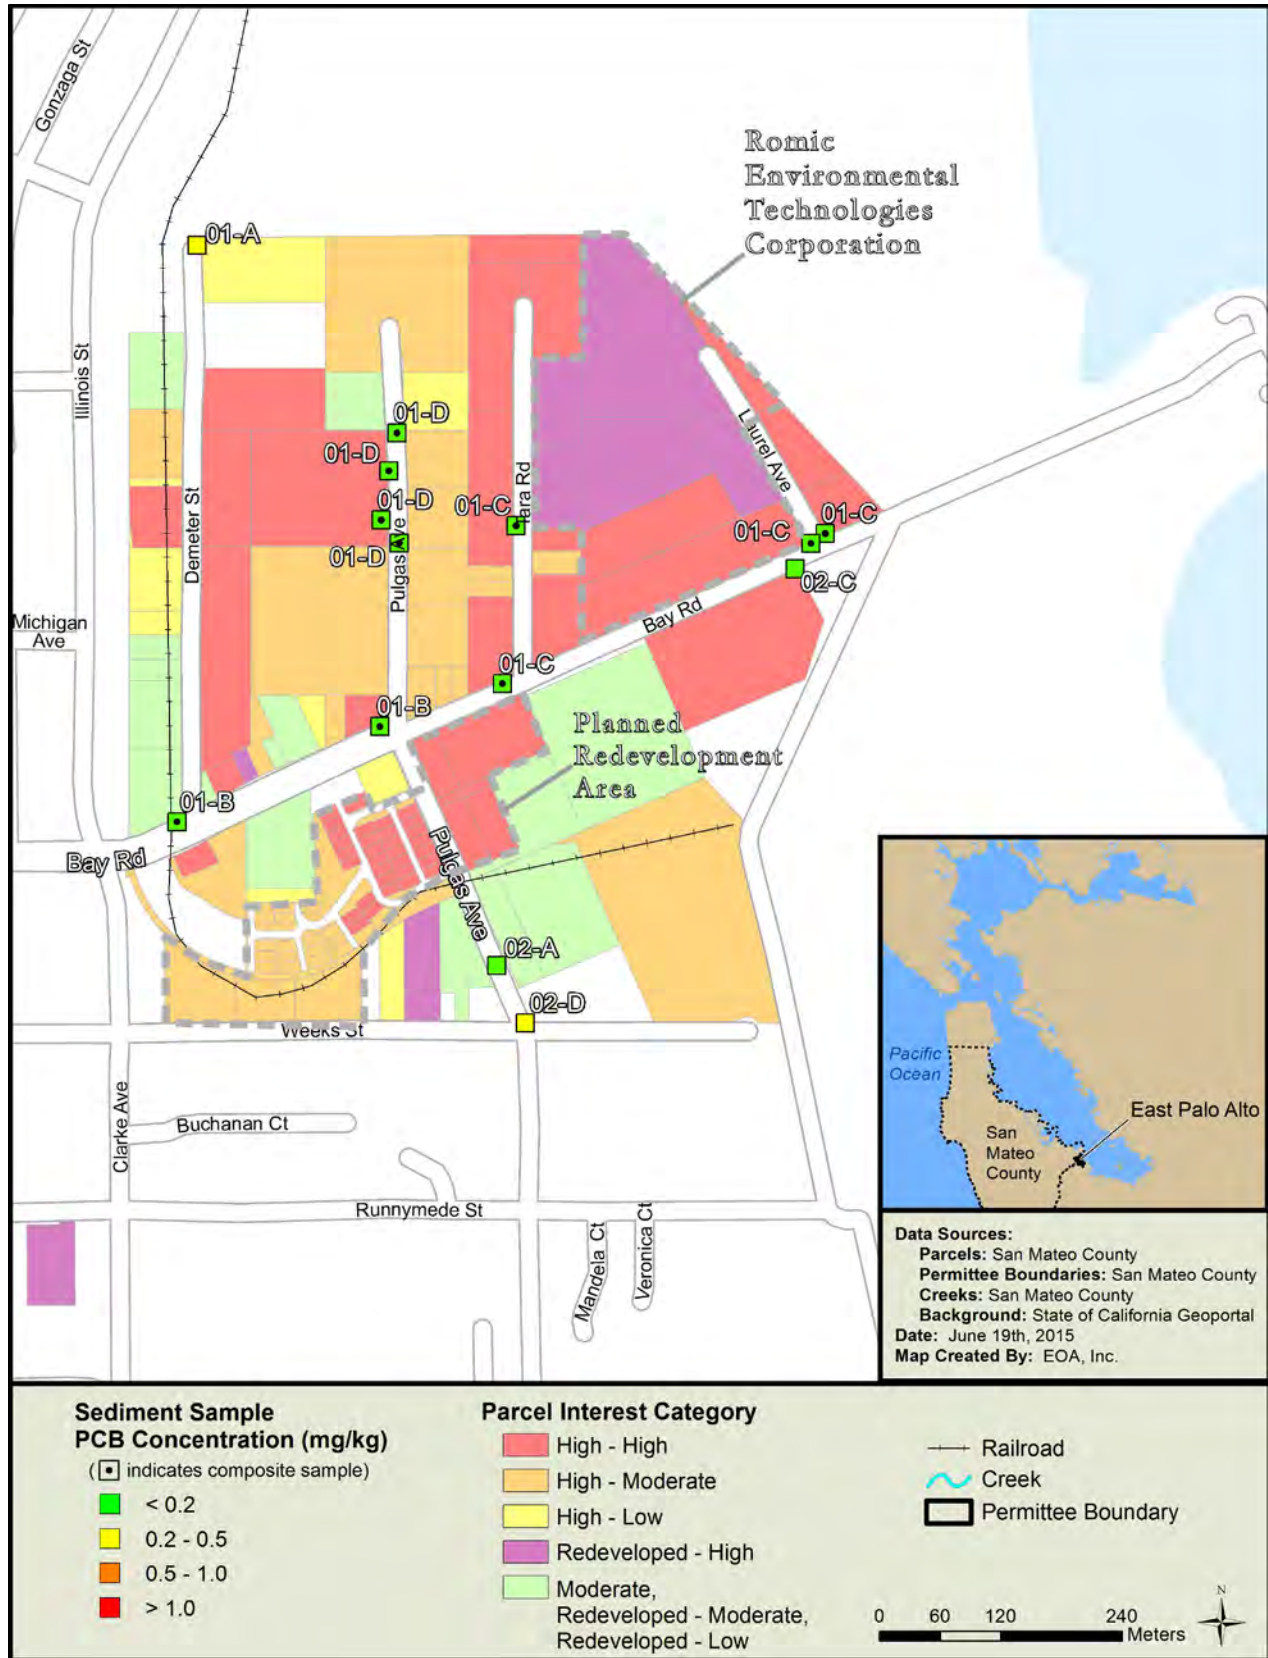 Gonzaga St
Romic
Environmental
Technologies
Corporation
01-A
Illinois St
01-D
01-D
Laurel Ave
Demeter St
01-D
01-C
Tara Rd
01-C
01-D
Pulgas Ave
01-C
02-C
Michigan
Ave
Bay Rd
01-C
01-B
Planned
Redevelopment
Area
01-B
Bay Rd
Pulgas Ave
02-A
02-D
Weeks St
Clarke Ave
Buchanan Ct
Runnymede St
Mandela Ct
Veronica Ct
Pacific
Ocean
East Palo Alto
San
Mateo
County
Data Sources:
Parcels: San Mateo County
Permittee Boundaries: San Mateo County
Creeks: San Mateo County
Background: State of California Geoportal
Date: June 19th, 2015
Map Created By: EOA, Inc.
Sediment Sample
PCB Concentration (mg/kg)
( indicates composite sample)
< 0.2
0.2 - 0.5
0.5 - 1.0
> 1.0
Parcel Interest Category
High - High
High - Moderate
High - Low
Redeveloped - High
Moderate,
Redeveloped - Moderate,
Redeveloped - Low
Railroad
Creek
Permittee Boundary
N
0 60 120 240
Meters